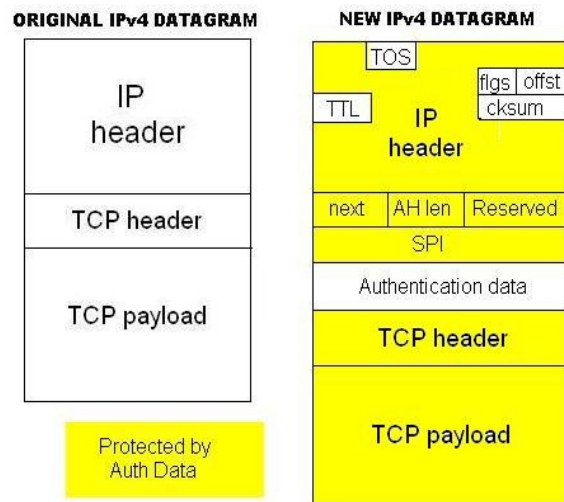 ORIGINAL IPv4 DATAGRAM
IP
header
TCP header
TCP payload
Protected by
Auth Data
NEW IPv4 DATAGRAM
TOS
flgs offst
TTL
cksum
IP
header
next AH len Reserved
SPI
Authentication data
TCP header
TCP payload